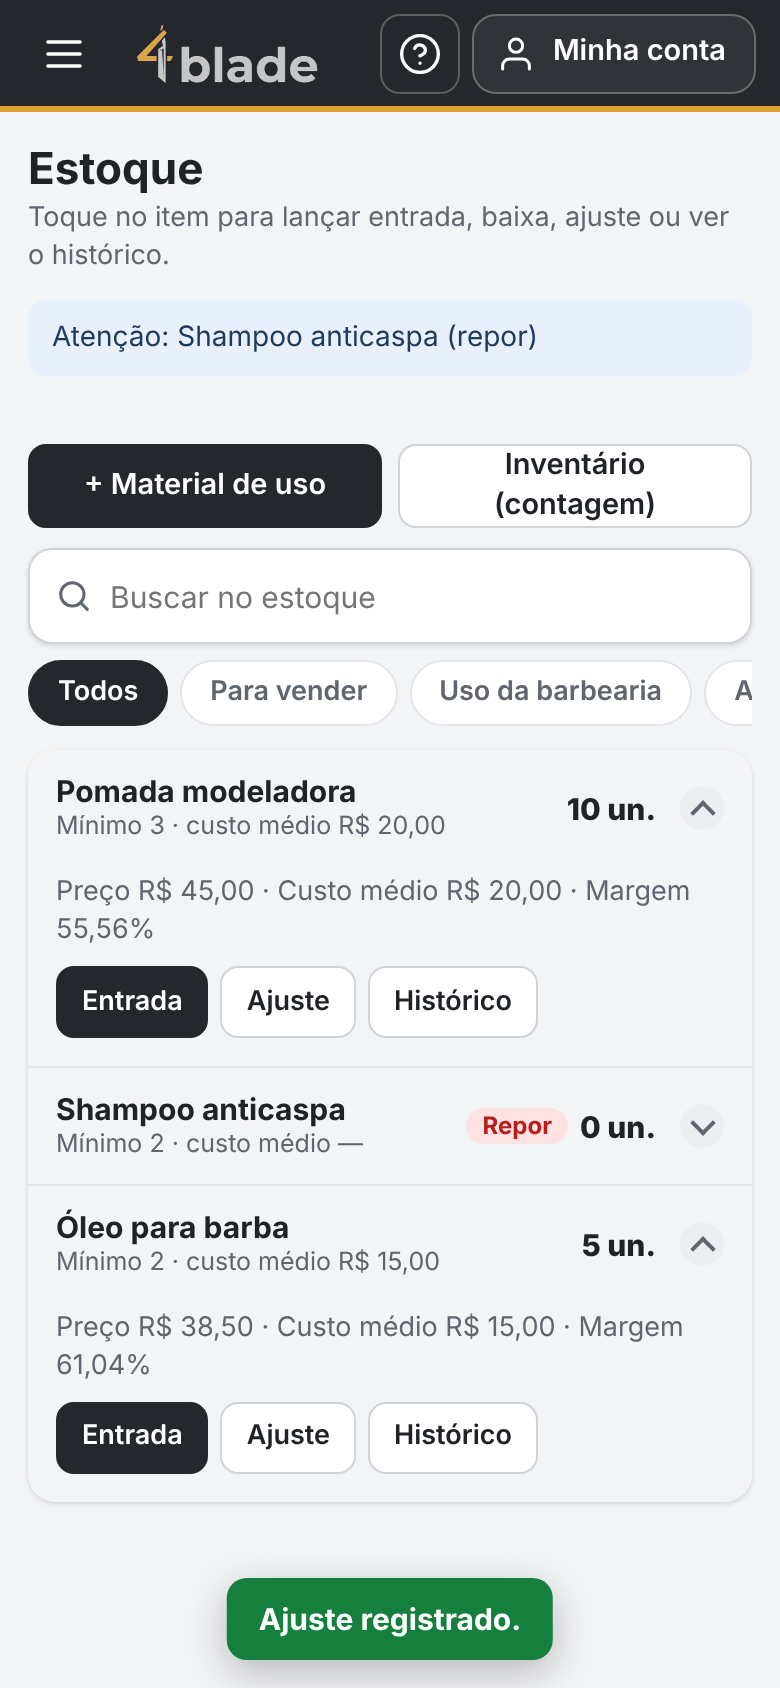 4blade
Minha conta
Estoque
Toque no item para lançar entrada, baixa, ajuste ou ver
o histórico.
Atenção: Shampoo anticaspa (repor)
+ Material de uso
Inventário
(contagem)
Buscar no estoque
Todos
Para vender
Uso da barbearia
A
Pomada modeladora
Mínimo 3 · custo médio R$ 20,00
10 un.
Preço R$ 45,00 · Custo médio R$ 20,00 · Margem
55,56%
Entrada
Ajuste
Histórico
Shampoo anticaspa
Mínimo 2 · custo médio —
Repor
0 un.
Óleo para barba
Mínimo 2 · custo médio R$ 15,00
5 un.
Preço R$ 38,50 · Custo médio R$ 15,00 · Margem
61,04%
Entrada
Ajuste
Histórico
Ajuste registrado.